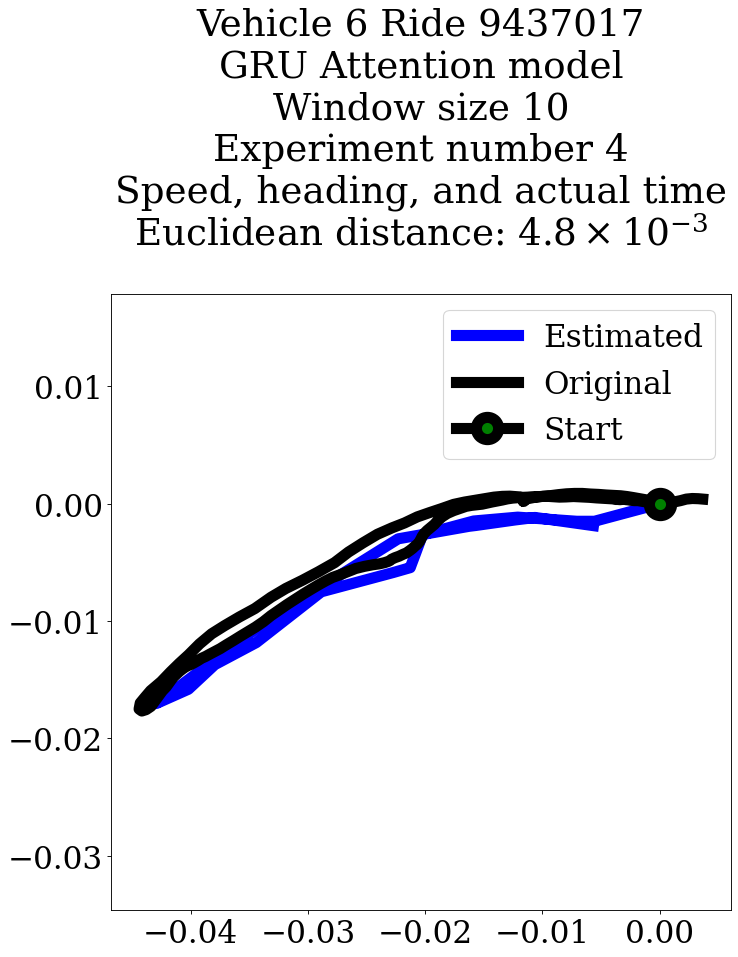 Vehicle 6 Ride 9437017
GRU Attention model
Window size 10
Experiment number 4
Speed, heading, and actual time
Euclidean distance: 4.8 × 10⁻³
Estimated
Original
Start
0.01
0.00
−0.01
−0.02
−0.03
−0.04 −0.03 −0.02 −0.01 0.00